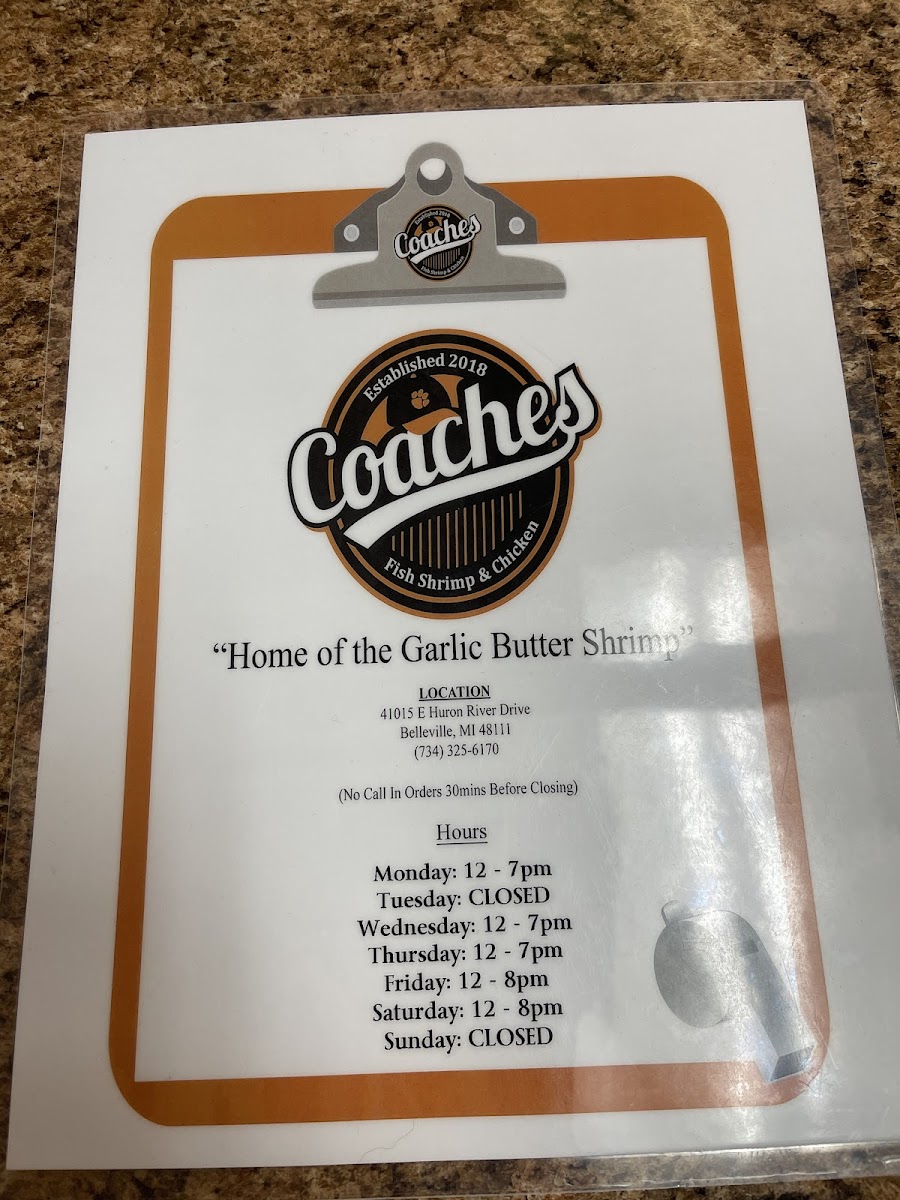 Established 2018
Coaches
Fish Shrimp & Chicken
Established 2018
Coaches
Fish Shrimp & Chicken
“Home of the Garlic Butter Shrimp”
LOCATION
41015 E Huron River Drive
Belleville, MI 48111
(734) 325-6170
(No Call In Orders 30mins Before Closing)
Hours
Monday: 12 - 7pm
Tuesday: CLOSED
Wednesday: 12 - 7pm
Thursday: 12 - 7pm
Friday: 12 - 8pm
Saturday: 12 - 8pm
Sunday: CLOSED